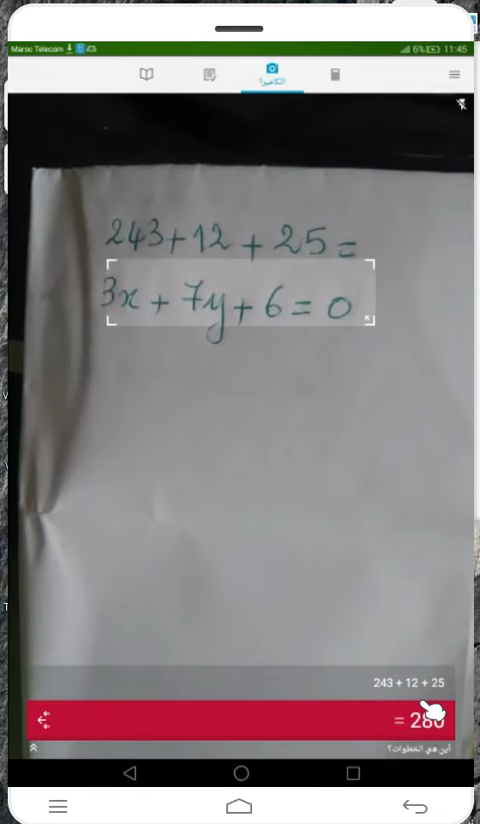 Maroc Telecom
6% 11:45
الكاميرا؟
243+12+25=
3x+7y+6=0
243 + 12 + 25
= 280
أين هي الخطوات؟